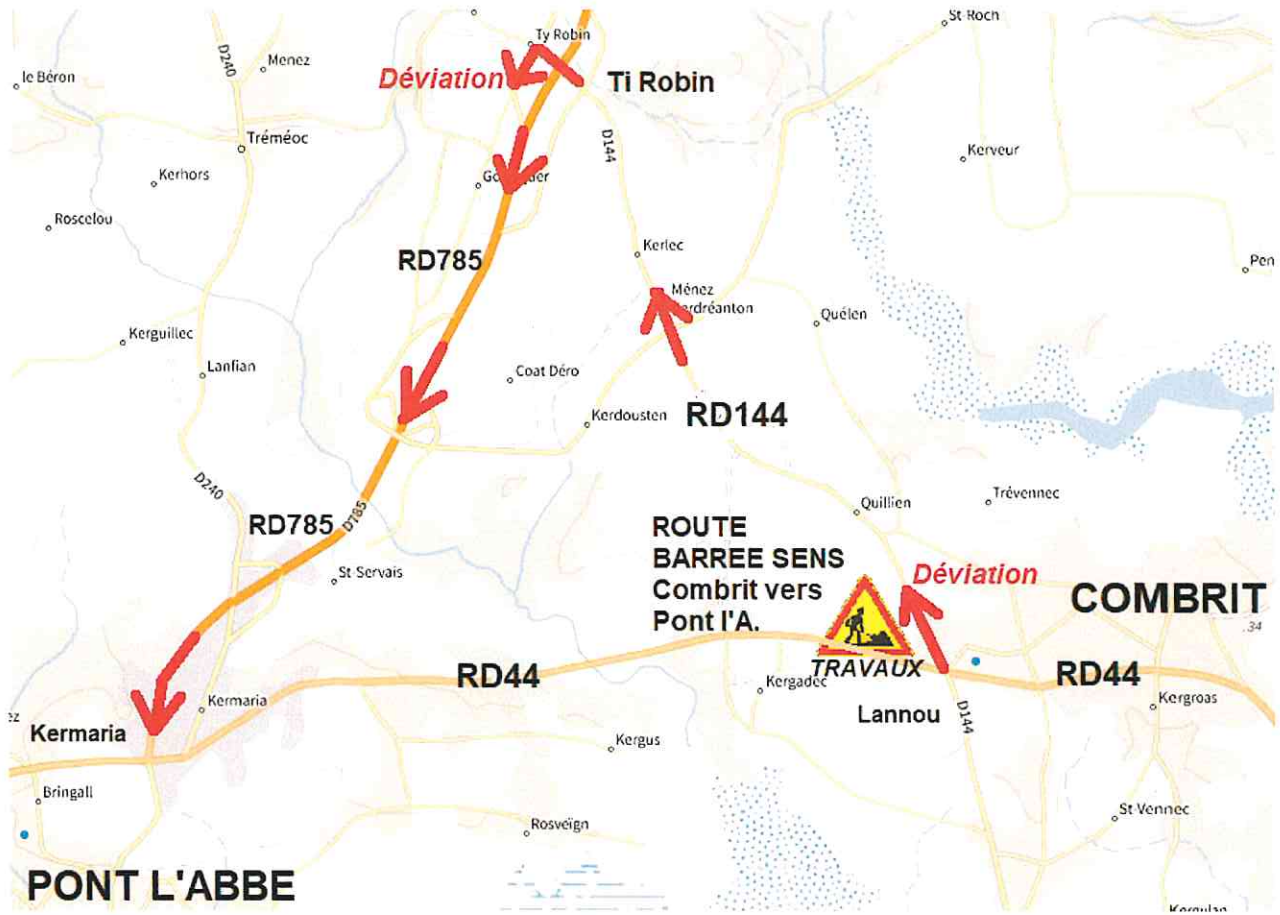 St-Roch
Ty Robin
D240
Menez
le Béron
Déviation
Ti Robin
D144
Tréméoc
Kerveur
Kerhors
Roscelou
Kerlec
RD785
Pen
Ménez
Quélen
Kerguillec
Lanfian
Coat Déro
Kerdousten
RD144
D240
Trévennec
Quillien
RD785
D785
ROUTE
BARREE SENS
Combrit vers
Pont l'A.
St-Servais
Déviation
COMBRIT
34
TRAVAUX
RD44
RD44
Kergadec
Kermaria
Kergroas
Lannou
D144
Kermaria
Kergus
Bringall
St-Vennec
Rosveïgn
PONT L'ABBE